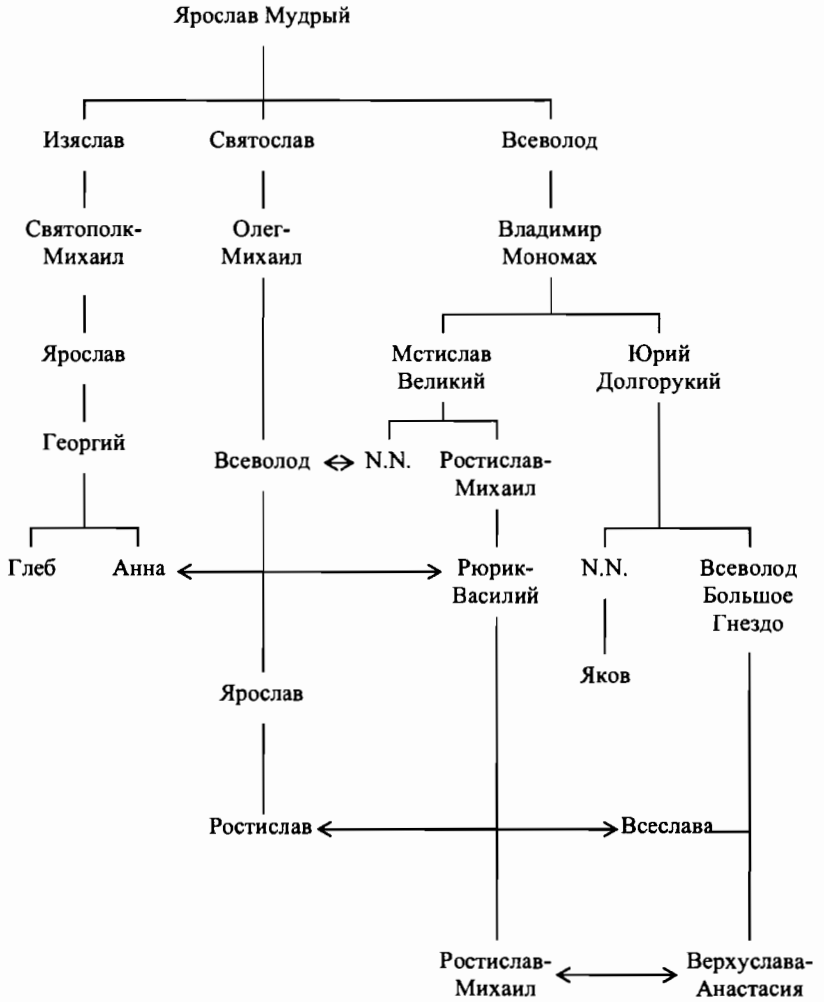 Ярослав Мудрый
Изяслав Святослав Всеволод
Святополк- Олег- Владимир
Михаил Михаил Мономах
Ярослав Мстислав Юрий
Великий Долгорукий
Георгий
Всеволод N.N. Ростислав-
Михаил
Глеб Анна Рюрик- N.N. Всеволод
Василий Большое
Гнездо
Яков
Ярослав
Ростислав Всеслава
Ростислав- Верхуслава-
Михаил Анастасия